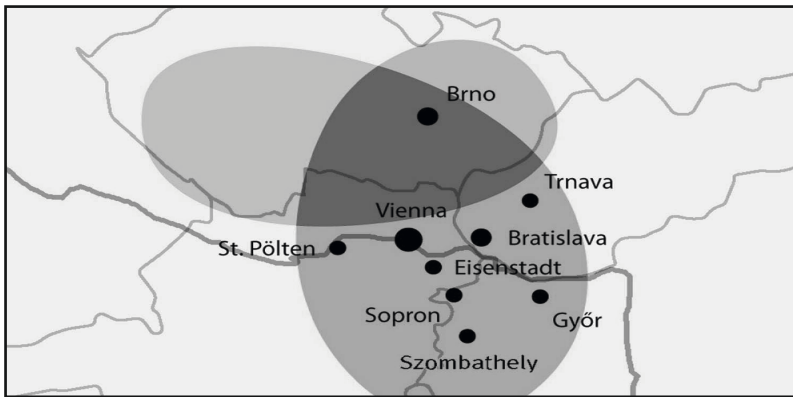 Brno
Trnava
Vienna
St. Pölten
Bratislava
Eisenstadt
Sopron
Győr
Szombathely